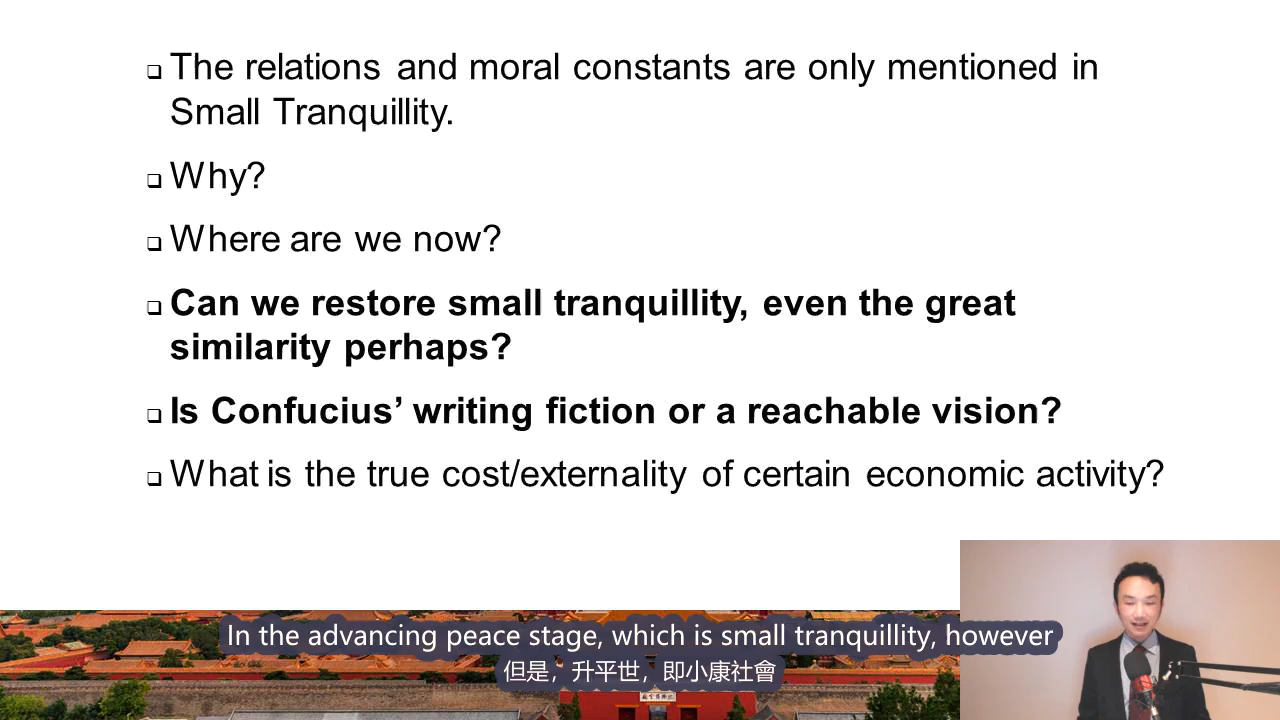 The relations and moral constants are only mentioned in
Small Tranquillity.
Why?
Where are we now?
Can we restore small tranquillity, even the great
similarity perhaps?
Is Confucius’ writing fiction or a reachable vision?
What is the true cost/externality of certain economic activity?
In the advancing peace stage, which is small tranquillity, however
但是，升平世，即小康社會